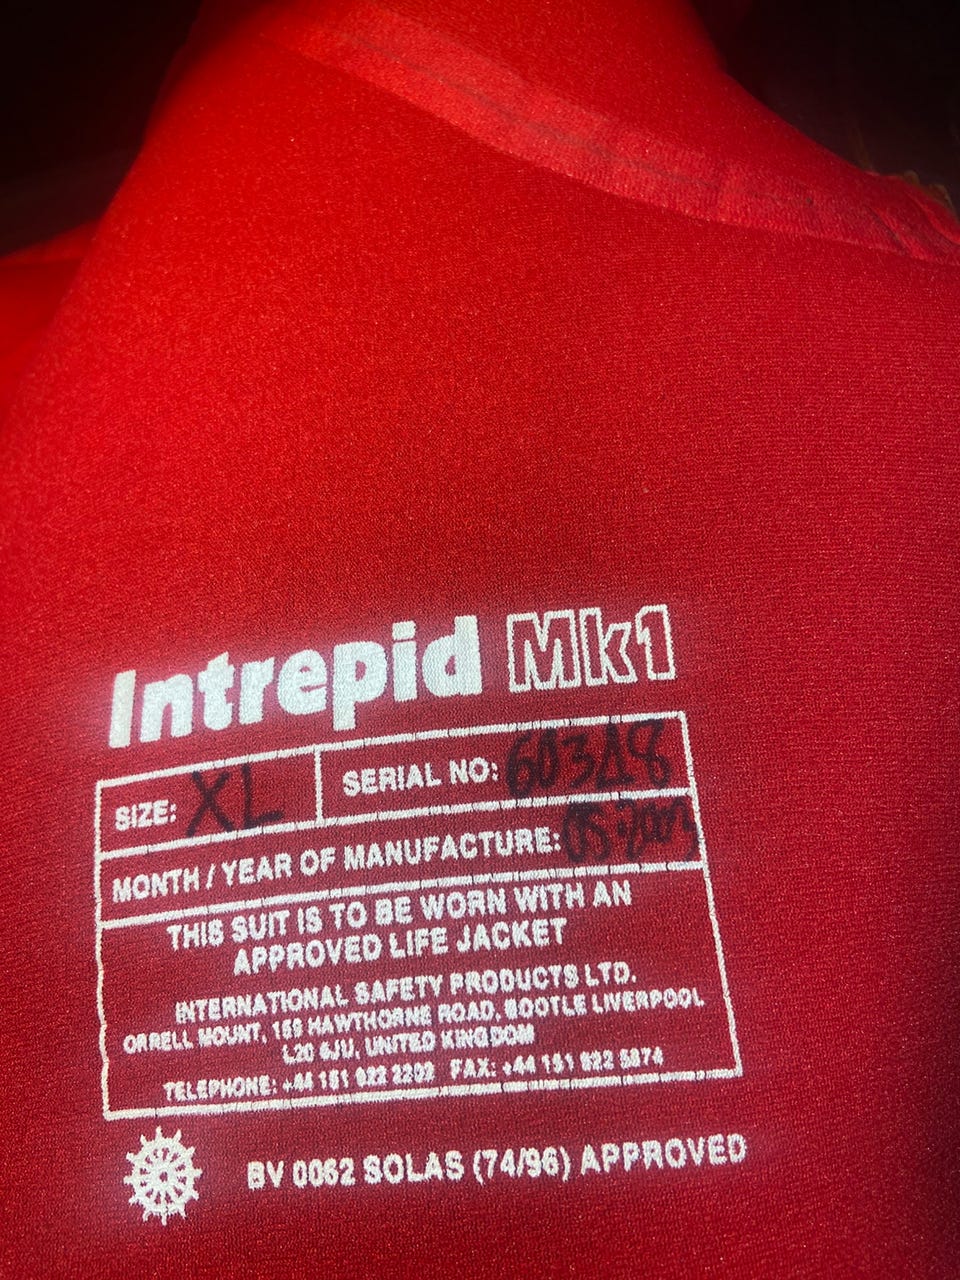 Intrepid Mk1
SIZE: XL SERIAL NO:
MONTH / YEAR OF MANUFACTURE:
THIS SUIT IS TO BE WORN WITH AN
APPROVED LIFE JACKET
INTERNATIONAL SAFETY PRODUCTS LTD.
ORRELL MOUNT, HAWTHORNE ROAD, BOOTLE LIVERPOOL
L20 6JU, UNITED KINGDOM
TELEPHONE: +44 151 922 2202 FAX: +44 151 922 5874
BV 0062 SOLAS (74/96) APPROVED